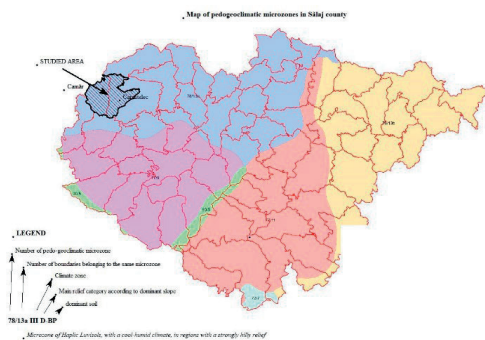 Map of pedogeoclimatic microzones in Sălaj county
STUDIED AREA
Camăr
LEGEND
Number of pedo-geoclimatic microzone
Number of boundaries belonging to the same microzone
Climate zone
Main relief category according to dominant slope
dominant soil
78/13a III D-BP
Microzone of Haplic Luvisols, with a cool humid climate, in regions with a strongly hilly relief